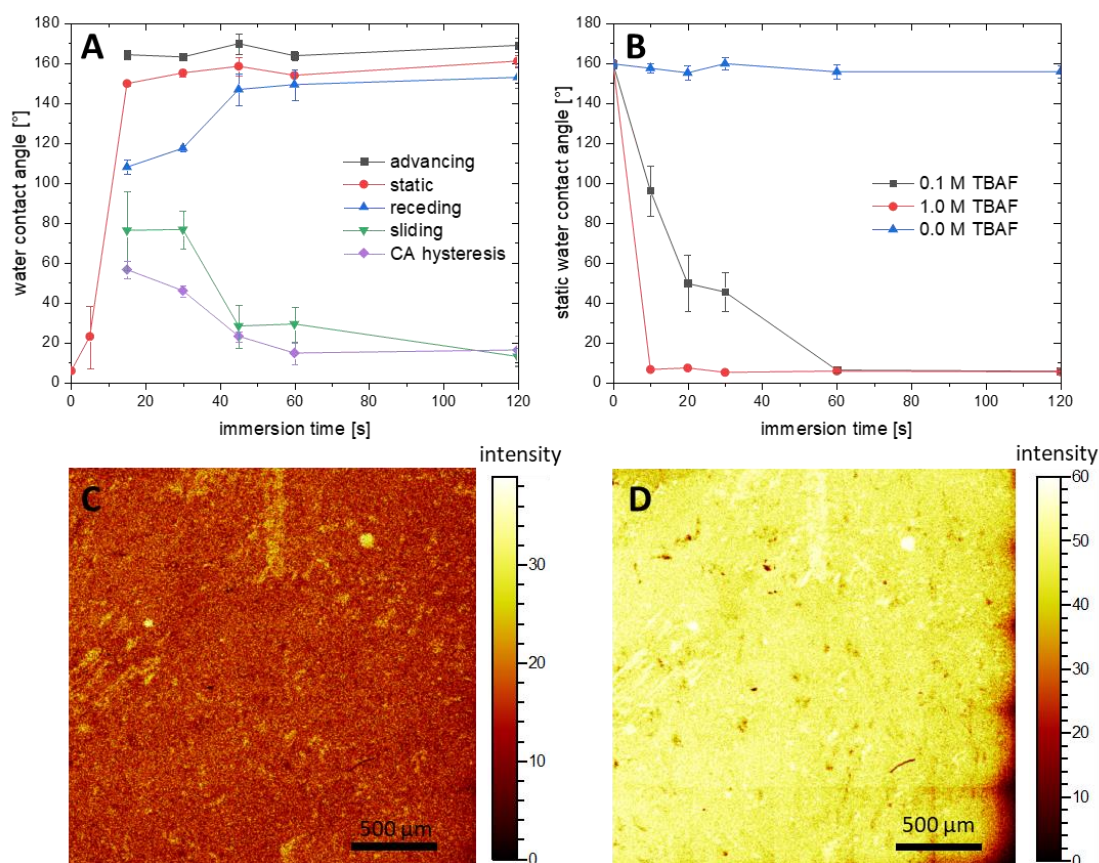 A
water contact angle [°]
180
160
140
120
100
80
60
40
20
0
advancing
static
receding
sliding
CA hysteresis
0 20 40 60 80 100 120
immersion time [s]
B
static water contact angle [°]
180
160
140
120
100
80
60
40
20
0
0.1 M TBAF
1.0 M TBAF
0.0 M TBAF
0 20 40 60 80 100 120
immersion time [s]
C
intensity
30
20
10
0
500 µm
D
intensity
60
50
40
30
20
10
0
500 µm